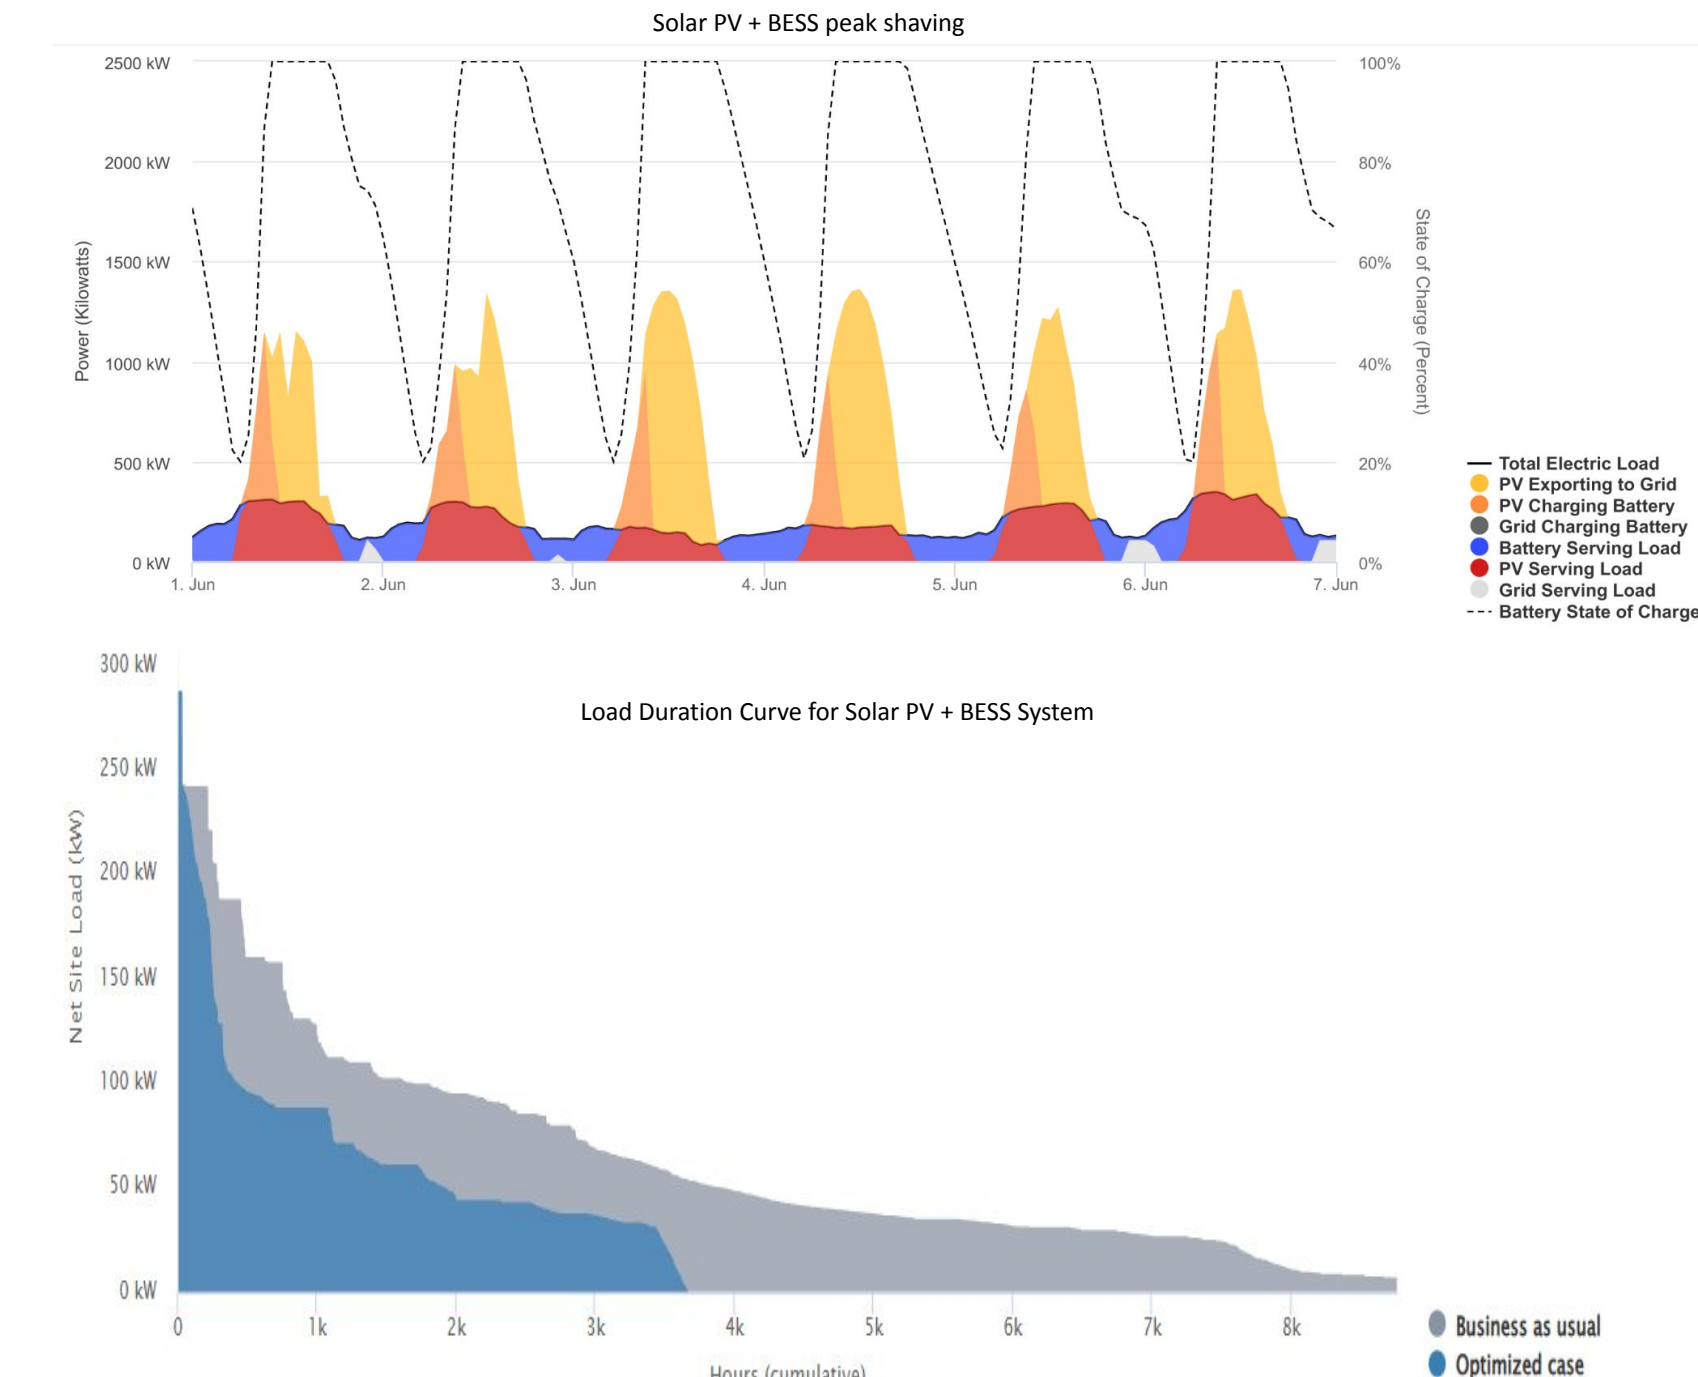 Solar PV + BESS peak shaving
2500 kW
2000 kW
1500 kW
1000 kW
500 kW
0 kW
Power (Kilowatts)
100%
80%
60%
40%
20%
0%
State of Charge (Percent)
1. Jun
2. Jun
3. Jun
4. Jun
5. Jun
6. Jun
7. Jun
Total Electric Load
PV Exporting to Grid
PV Charging Battery
Grid Charging Battery
Battery Serving Load
PV Serving Load
Grid Serving Load
Battery State of Charge
Load Duration Curve for Solar PV + BESS System
300 kW
250 kW
200 kW
150 kW
100 kW
50 kW
0 kW
Net Site Load (kW)
0
1k
2k
3k
4k
5k
6k
7k
8k
Hours (cumulative)
Business as usual
Optimized case